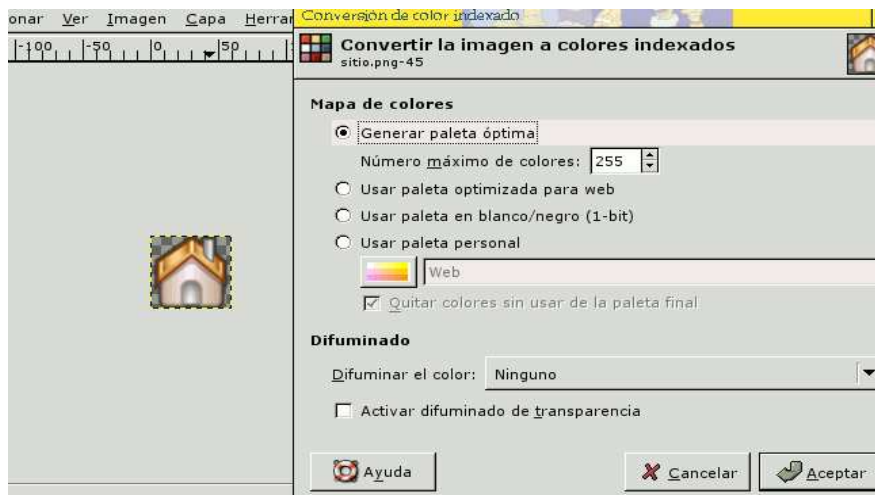 onar Ver Imagen Capa Herrar
-100 -50 0 50
Conversión de color indexado
Convertir la imagen a colores indexados
sitio.png-45
Mapa de colores
Generar paleta óptima
Número máximo de colores: 255
Usar paleta optimizada para web
Usar paleta en blanco/negro (1-bit)
Usar paleta personal
Web
Quitar colores sin usar de la paleta final
Difuminado
Difuminar el color: Ninguno
Activar difuminado de transparencia
Ayuda Cancelar Aceptar